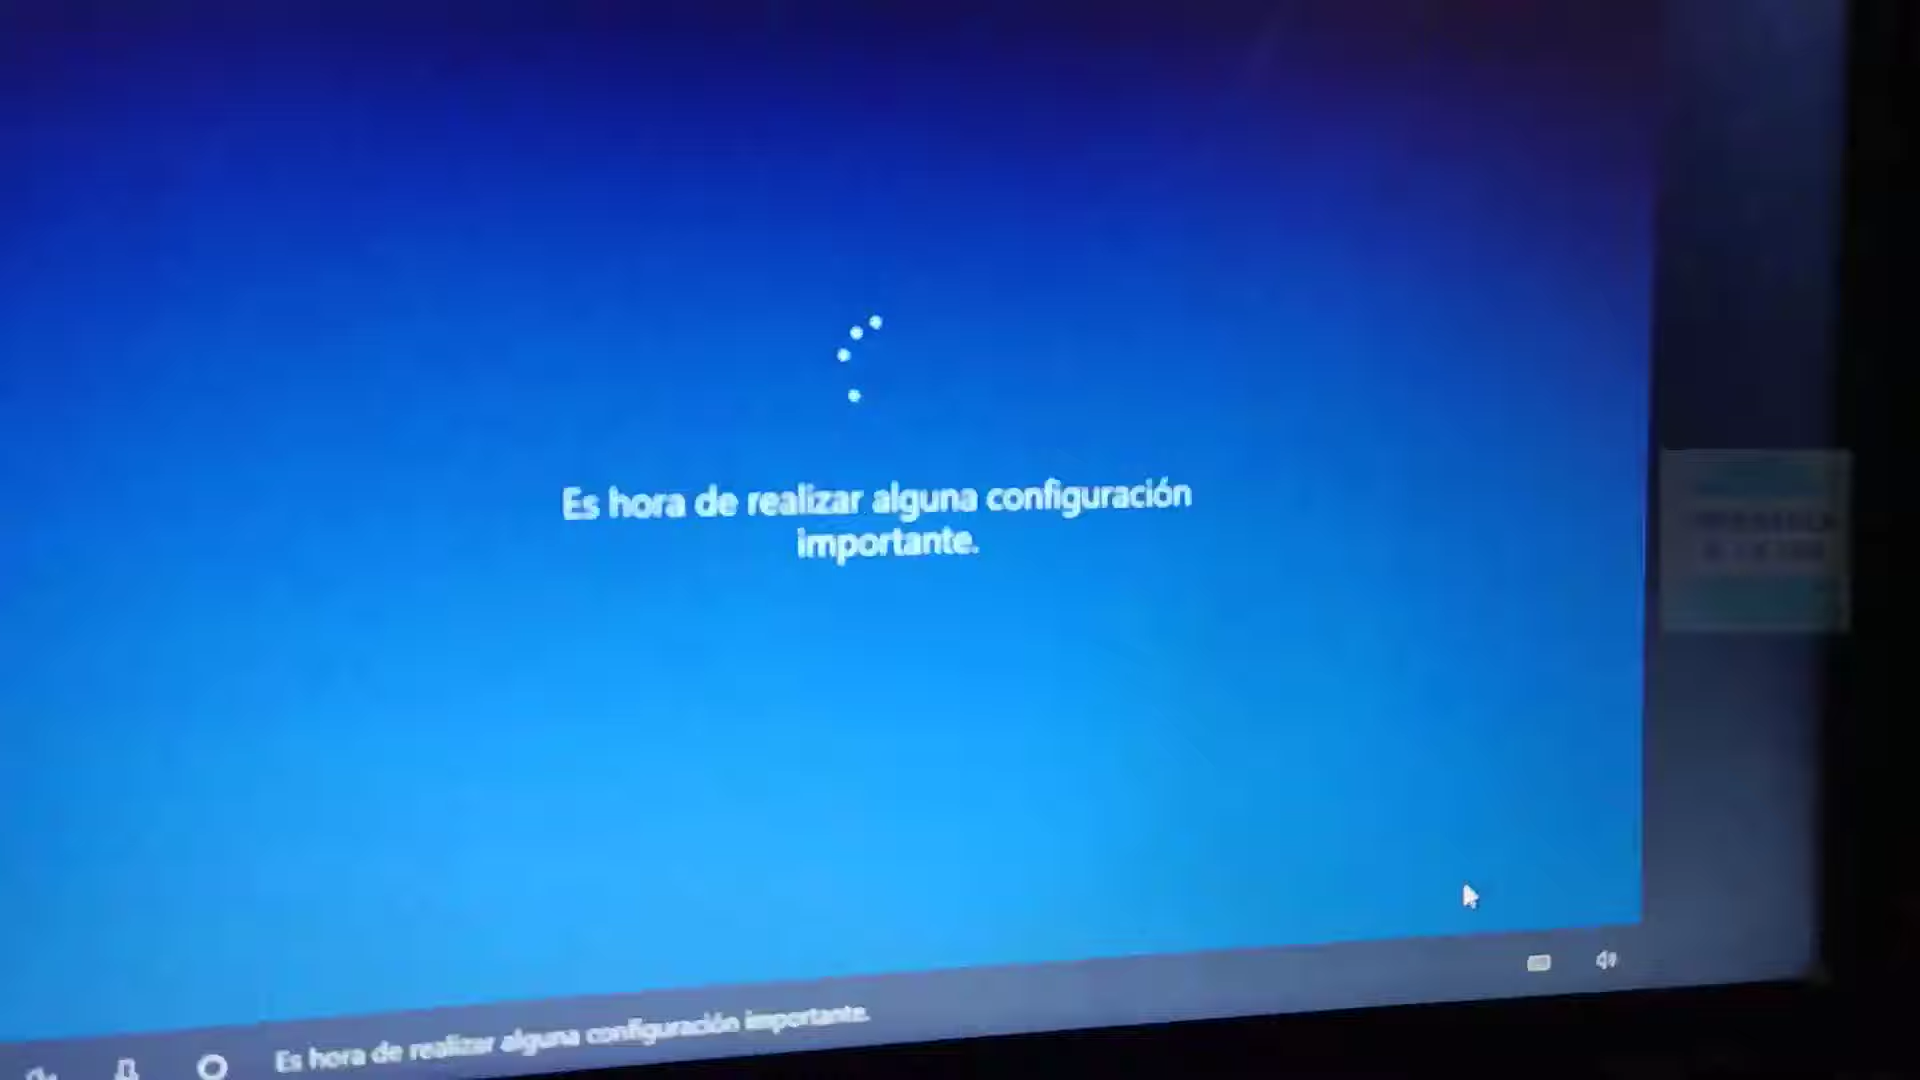 Es hora de realizar alguna configuración
importante.
Es hora de realizar alguna configuración importante.